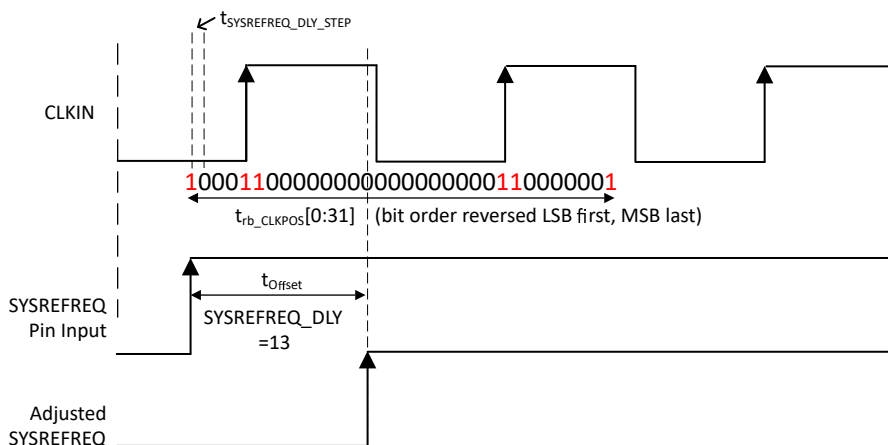 tSYSREFREQ_DLY_STEP
CLKIN
10001100000000000000000110000001
trb_CLKPOS[0:31] (bit order reversed LSB first, MSB last)
tOffset
SYSREFREQ
Pin Input
SYSREFREQ_DLY
=13
Adjusted
SYSREFREQ